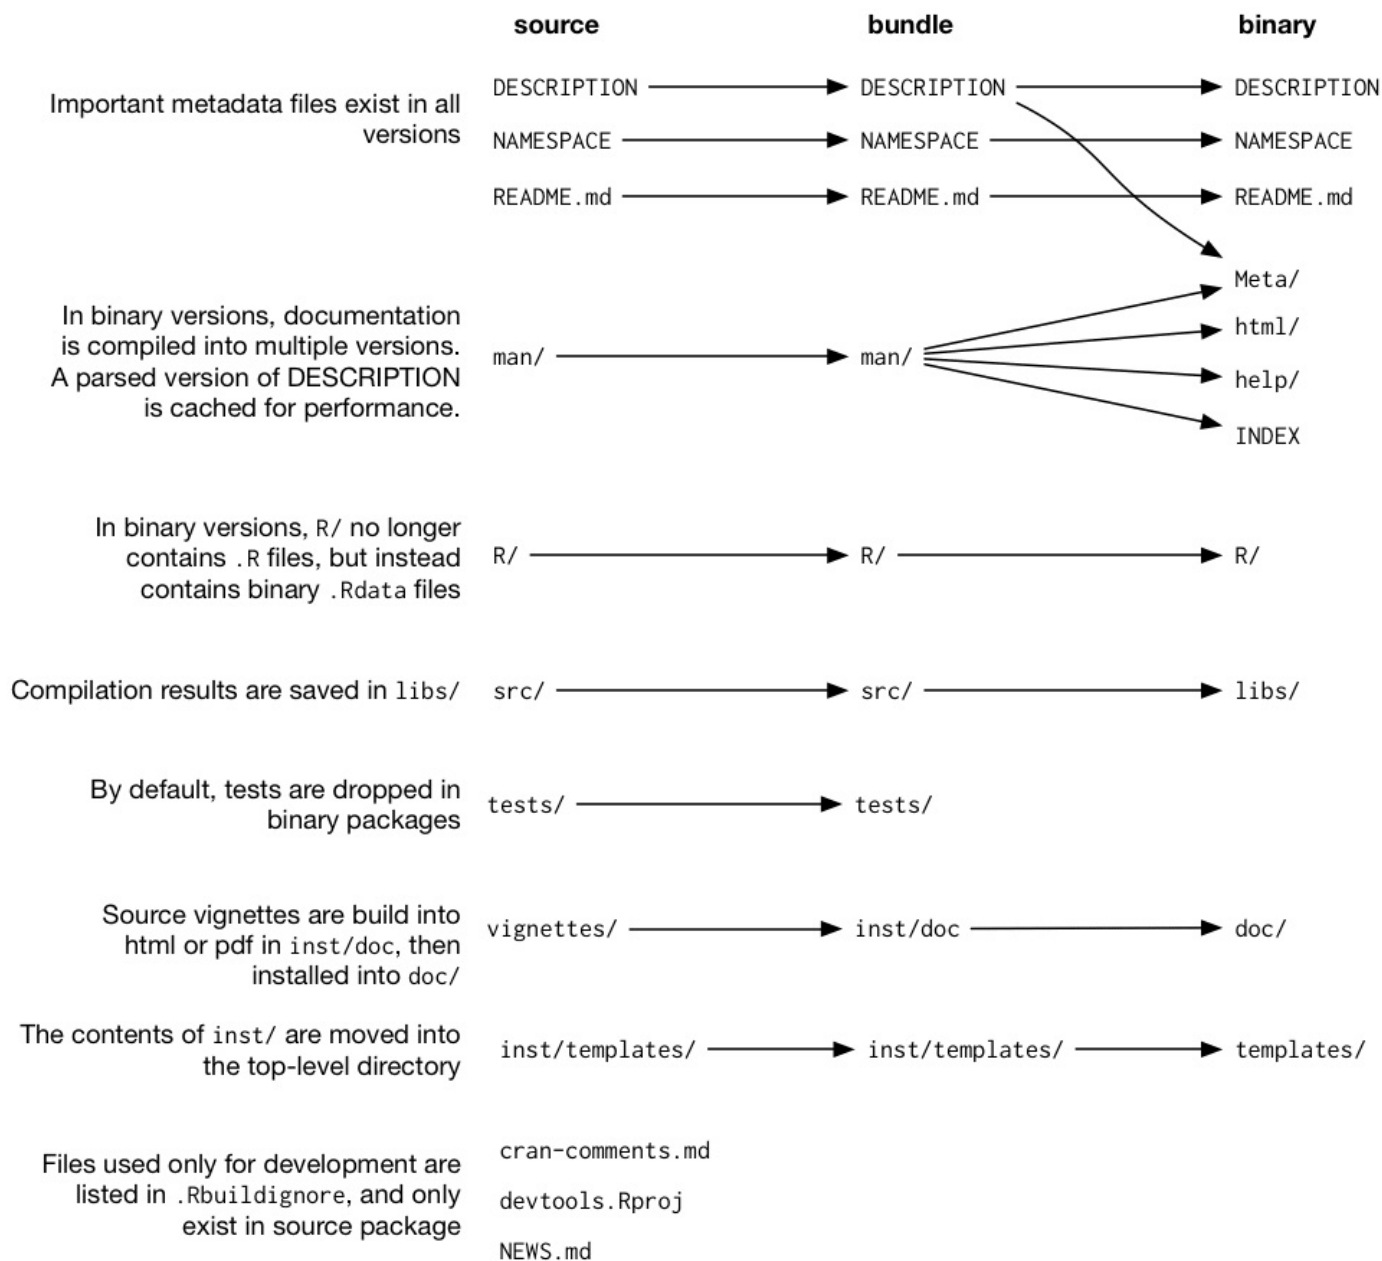 source bundle binary
Important metadata files exist in all
versions
DESCRIPTION DESCRIPTION DESCRIPTION
NAMESPACE NAMESPACE NAMESPACE
README.md README.md README.md
In binary versions, documentation
is compiled into multiple versions.
A parsed version of DESCRIPTION
is cached for performance.
man/ man/
Meta/
html/
help/
INDEX
In binary versions, R/ no longer
contains .R files, but instead
contains binary .Rdata files
R/ R/ R/
Compilation results are saved in libs/ src/ src/ libs/
By default, tests are dropped in
binary packages
tests/ tests/
Source vignettes are build into
html or pdf in inst/doc, then
installed into doc/
vignettes/ inst/doc doc/
The contents of inst/ are moved into
the top-level directory
inst/templates/ inst/templates/ templates/
Files used only for development are
listed in .Rbuildignore, and only
exist in source package
cran-comments.md
devtools.Rproj
NEWS.md